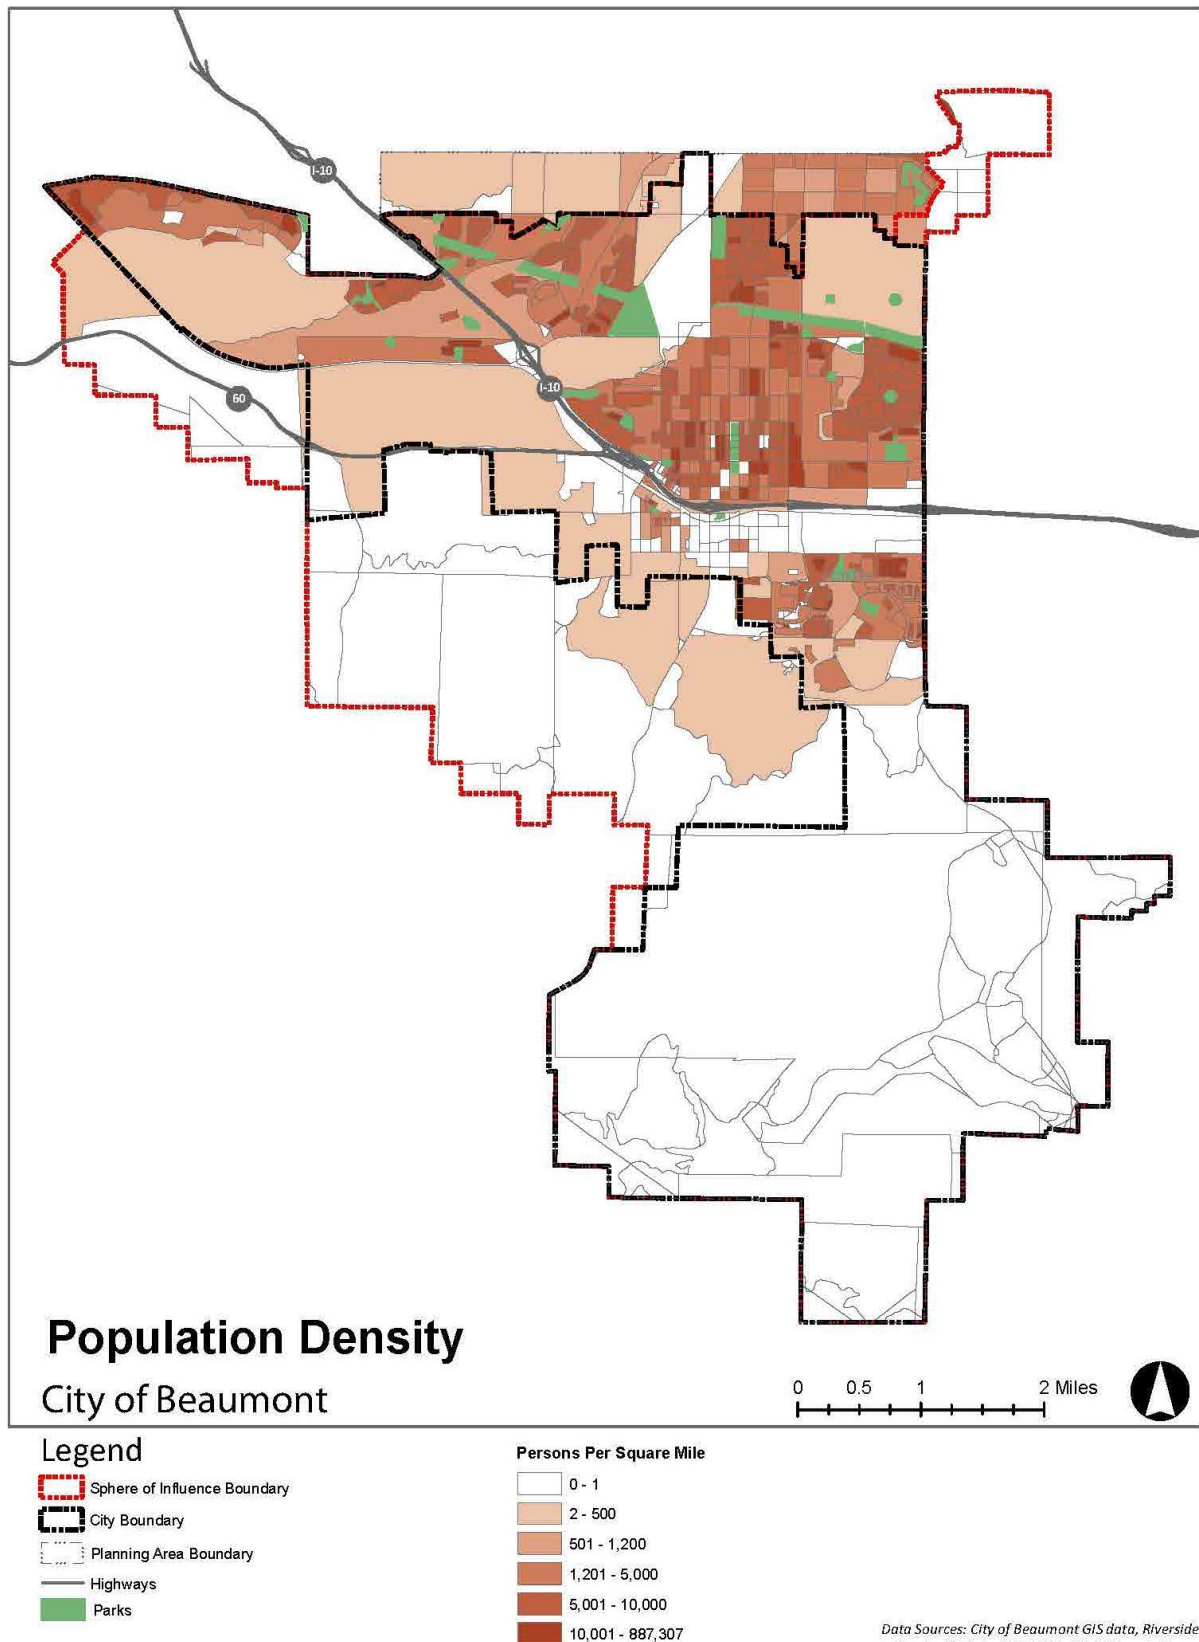 I-10
I-10
60
Population Density
City of Beaumont
0 0.5 1 2 Miles
Legend
Sphere of Influence Boundary
City Boundary
Planning Area Boundary
Highways
Parks
Persons Per Square Mile
0 - 1
2 - 500
501 - 1,200
1,201 - 5,000
5,001 - 10,000
10,001 - 887,307
Data Sources: City of Beaumont GIS data, Riverside